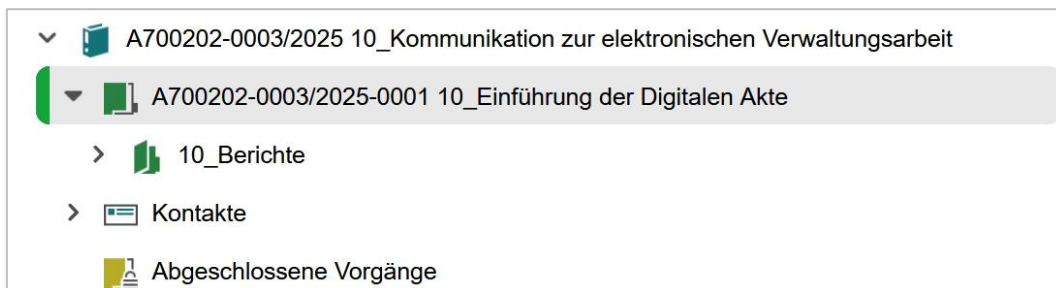 A700202-0003/2025 10_Kommunikation zur elektronischen Verwaltungsarbeit
A700202-0003/2025-0001 10_Einführung der Digitalen Akte
10_Berichte
Kontakte
Abgeschlossene Vorgänge